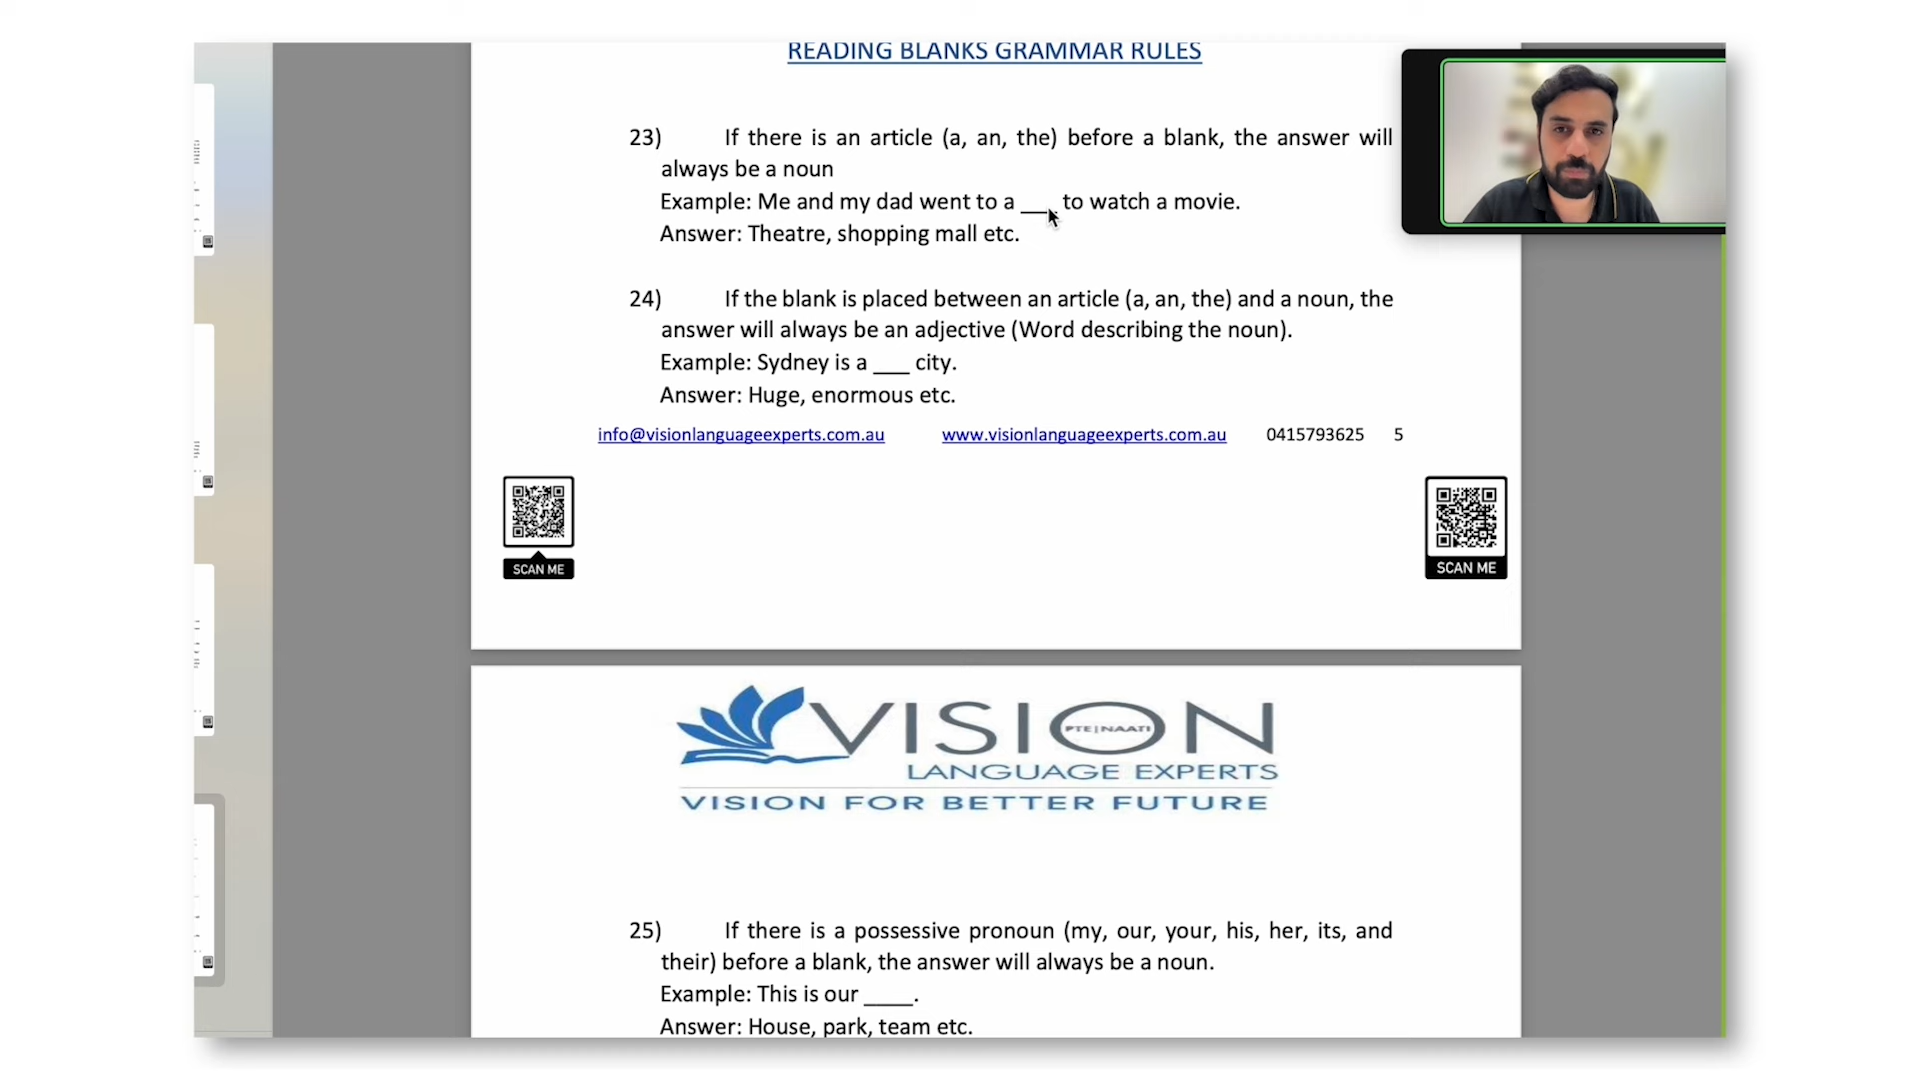 READING BLANKS GRAMMAR RULES
23) If there is an article (a, an, the) before a blank, the answer will
always be a noun
Example: Me and my dad went to a ___ to watch a movie.
Answer: Theatre, shopping mall etc.
24) If the blank is placed between an article (a, an, the) and a noun, the
answer will always be an adjective (Word describing the noun).
Example: Sydney is a ___ city.
Answer: Huge, enormous etc.
info@visionlanguageexperts.com.au www.visionlanguageexperts.com.au 0415793625 5
SCAN ME SCAN ME
VISION
PTE|NAATI
LANGUAGE EXPERTS
VISION FOR BETTER FUTURE
25) If there is a possessive pronoun (my, our, your, his, her, its, and
their) before a blank, the answer will always be a noun.
Example: This is our ____.
Answer: House, park, team etc.